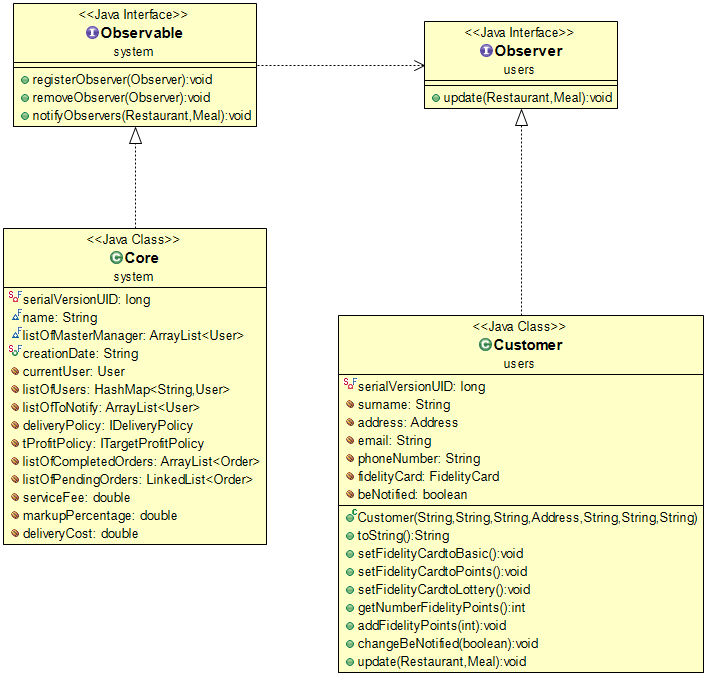 <<Java Interface>>
Observable
system
registerObserver(Observer):void
removeObserver(Observer):void
notifyObservers(Restaurant,Meal):void
<<Java Interface>>
Observer
users
update(Restaurant,Meal):void
<<Java Class>>
Core
system
serialVersionUID: long
name: String
listOfMasterManager: ArrayList<User>
creationDate: String
currentUser: User
listOfUsers: HashMap<String,User>
listOfToNotify: ArrayList<User>
deliveryPolicy: IDeliveryPolicy
tProfitPolicy: ITargetProfitPolicy
listOfCompletedOrders: ArrayList<Order>
listOfPendingOrders: LinkedList<Order>
serviceFee: double
markupPercentage: double
deliveryCost: double
<<Java Class>>
Customer
users
serialVersionUID: long
surname: String
address: Address
email: String
phoneNumber: String
fidelityCard: FidelityCard
beNotified: boolean
Customer(String,String,String,Address,String,String,String)
toString():String
setFidelityCardtoBasic():void
setFidelityCardtoPoints():void
setFidelityCardtoLottery():void
getNumberFidelityPoints():int
addFidelityPoints(int):void
changeBeNotified(boolean):void
update(Restaurant,Meal):void